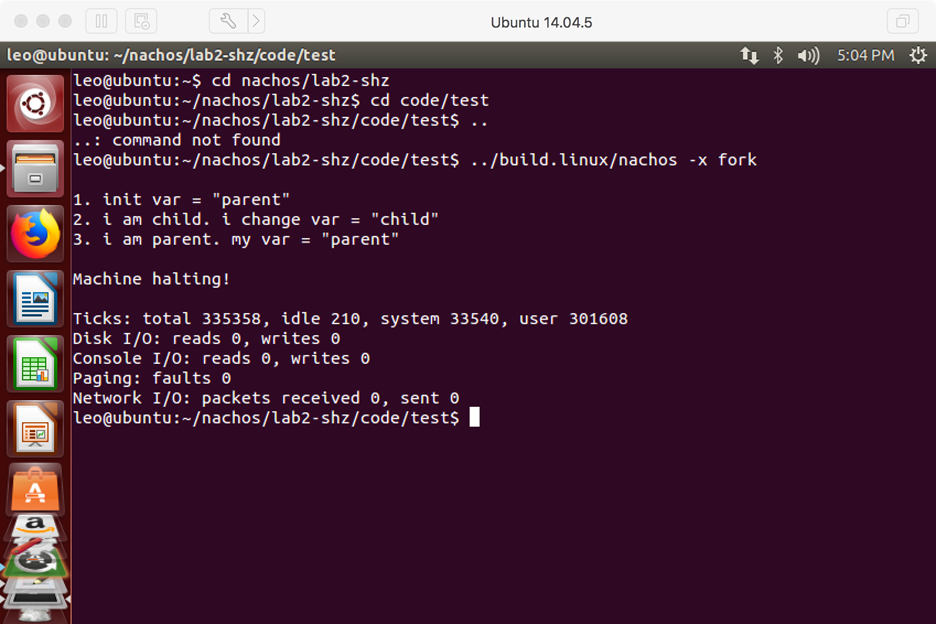 Ubuntu 14.04.5
leo@ubuntu: ~/nachos/lab2-shz/code/test
5:04 PM
leo@ubuntu:~$ cd nachos/lab2-shz
leo@ubuntu:~/nachos/lab2-shz$ cd code/test
leo@ubuntu:~/nachos/lab2-shz/code/test$ ..
..: command not found
leo@ubuntu:~/nachos/lab2-shz/code/test$ ../build.linux/nachos -x fork
1. init var = "parent"
2. i am child. i change var = "child"
3. i am parent. my var = "parent"
Machine halting!
Ticks: total 335358, idle 210, system 33540, user 301608
Disk I/O: reads 0, writes 0
Console I/O: reads 0, writes 0
Paging: faults 0
Network I/O: packets received 0, sent 0
leo@ubuntu:~/nachos/lab2-shz/code/test$